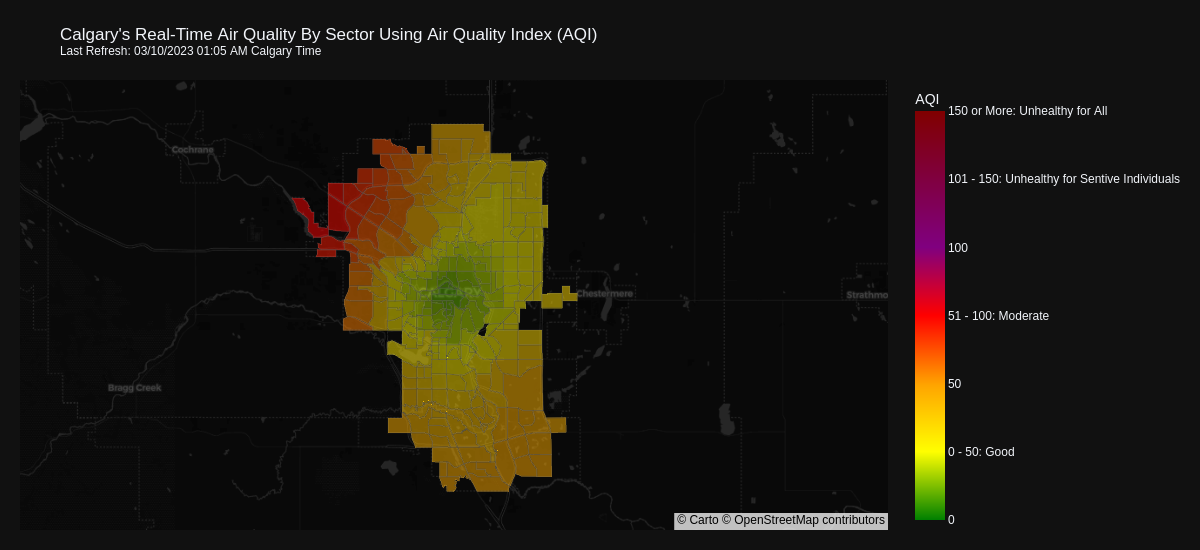 Calgary's Real-Time Air Quality By Sector Using Air Quality Index (AQI)
Last Refresh: 03/10/2023 01:05 AM Calgary Time
AQI
150 or More: Unhealthy for All
101 - 150: Unhealthy for Sentive Individuals
100
51 - 100: Moderate
50
0 - 50: Good
0
Cochrane
CALGARY
Chestermere
Strathmo
Bragg Creek
© Carto © OpenStreetMap contributors